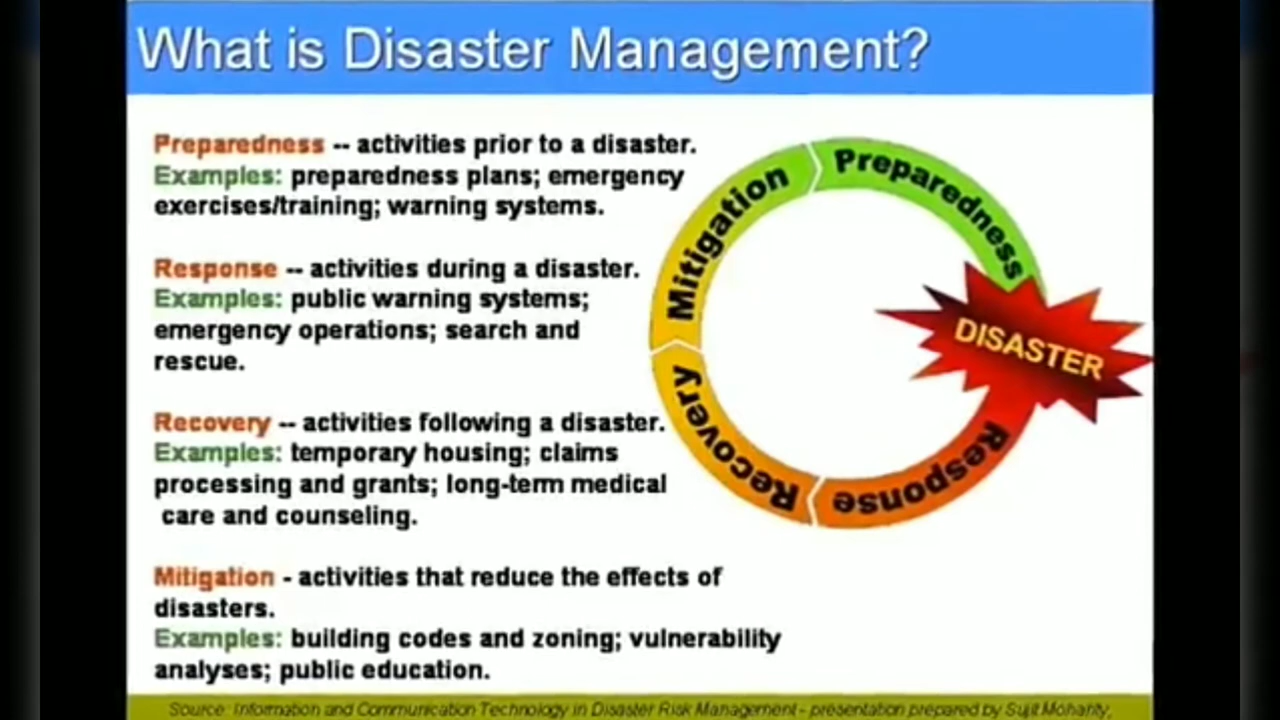 What is Disaster Management?
Preparedness -- activities prior to a disaster.
Examples: preparedness plans; emergency
exercises/training; warning systems.
Response -- activities during a disaster.
Examples: public warning systems;
emergency operations; search and
rescue.
Recovery -- activities following a disaster.
Examples: temporary housing; claims
processing and grants; long-term medical
care and counseling.
Mitigation - activities that reduce the effects of
disasters.
Examples: building codes and zoning; vulnerability
analyses; public education.
Mitigation
Preparedness
DISASTER
Response
Recovery
Source: Information and Communication Technology in Disaster Risk Management - presentation prepared by Sujit Mohanty,